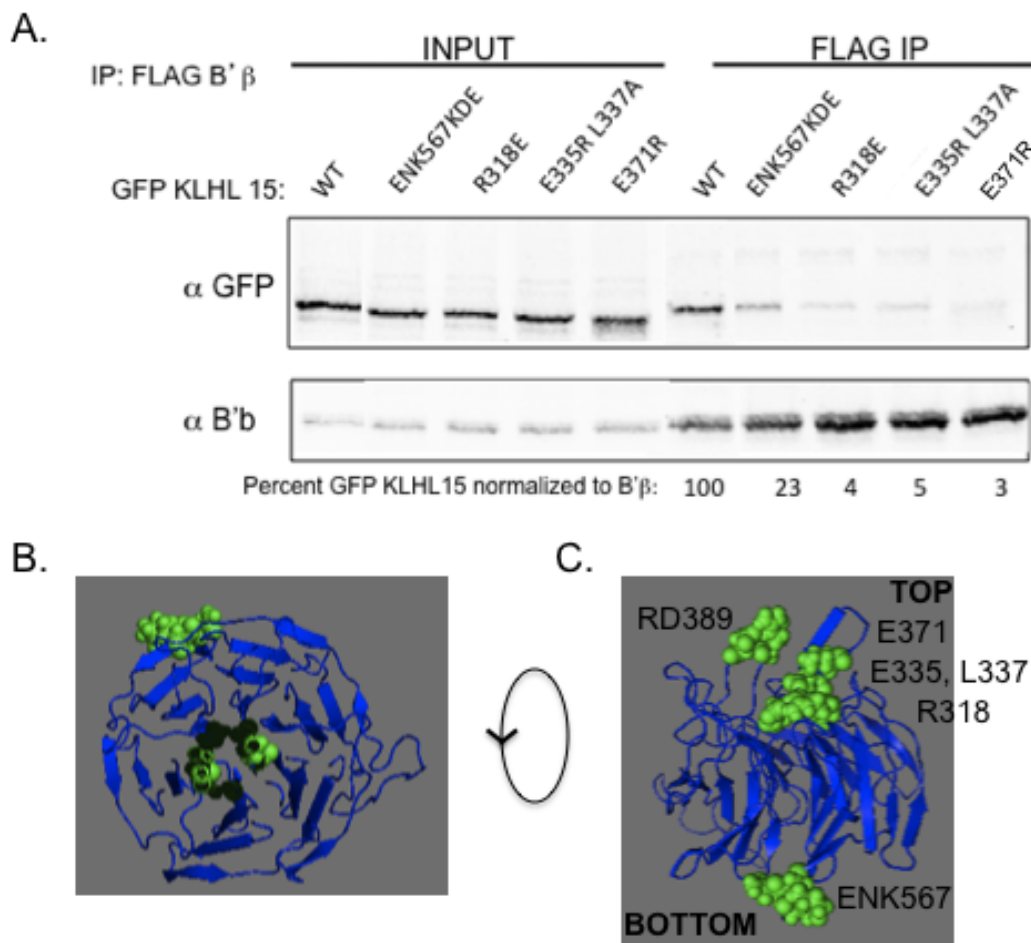 A.
INPUT FLAG IP
IP: FLAG B' β
GFP KLHL 15: WT ENK567KDE R318E E335R L337A E371R WT ENK567KDE R318E E335R L337A E371R
α GFP
α B'b
Percent GFP KLHL15 normalized to B'β: 100 23 4 5 3
B.
C.
TOP
RD389 E371
E335, L337
R318
ENK567
BOTTOM